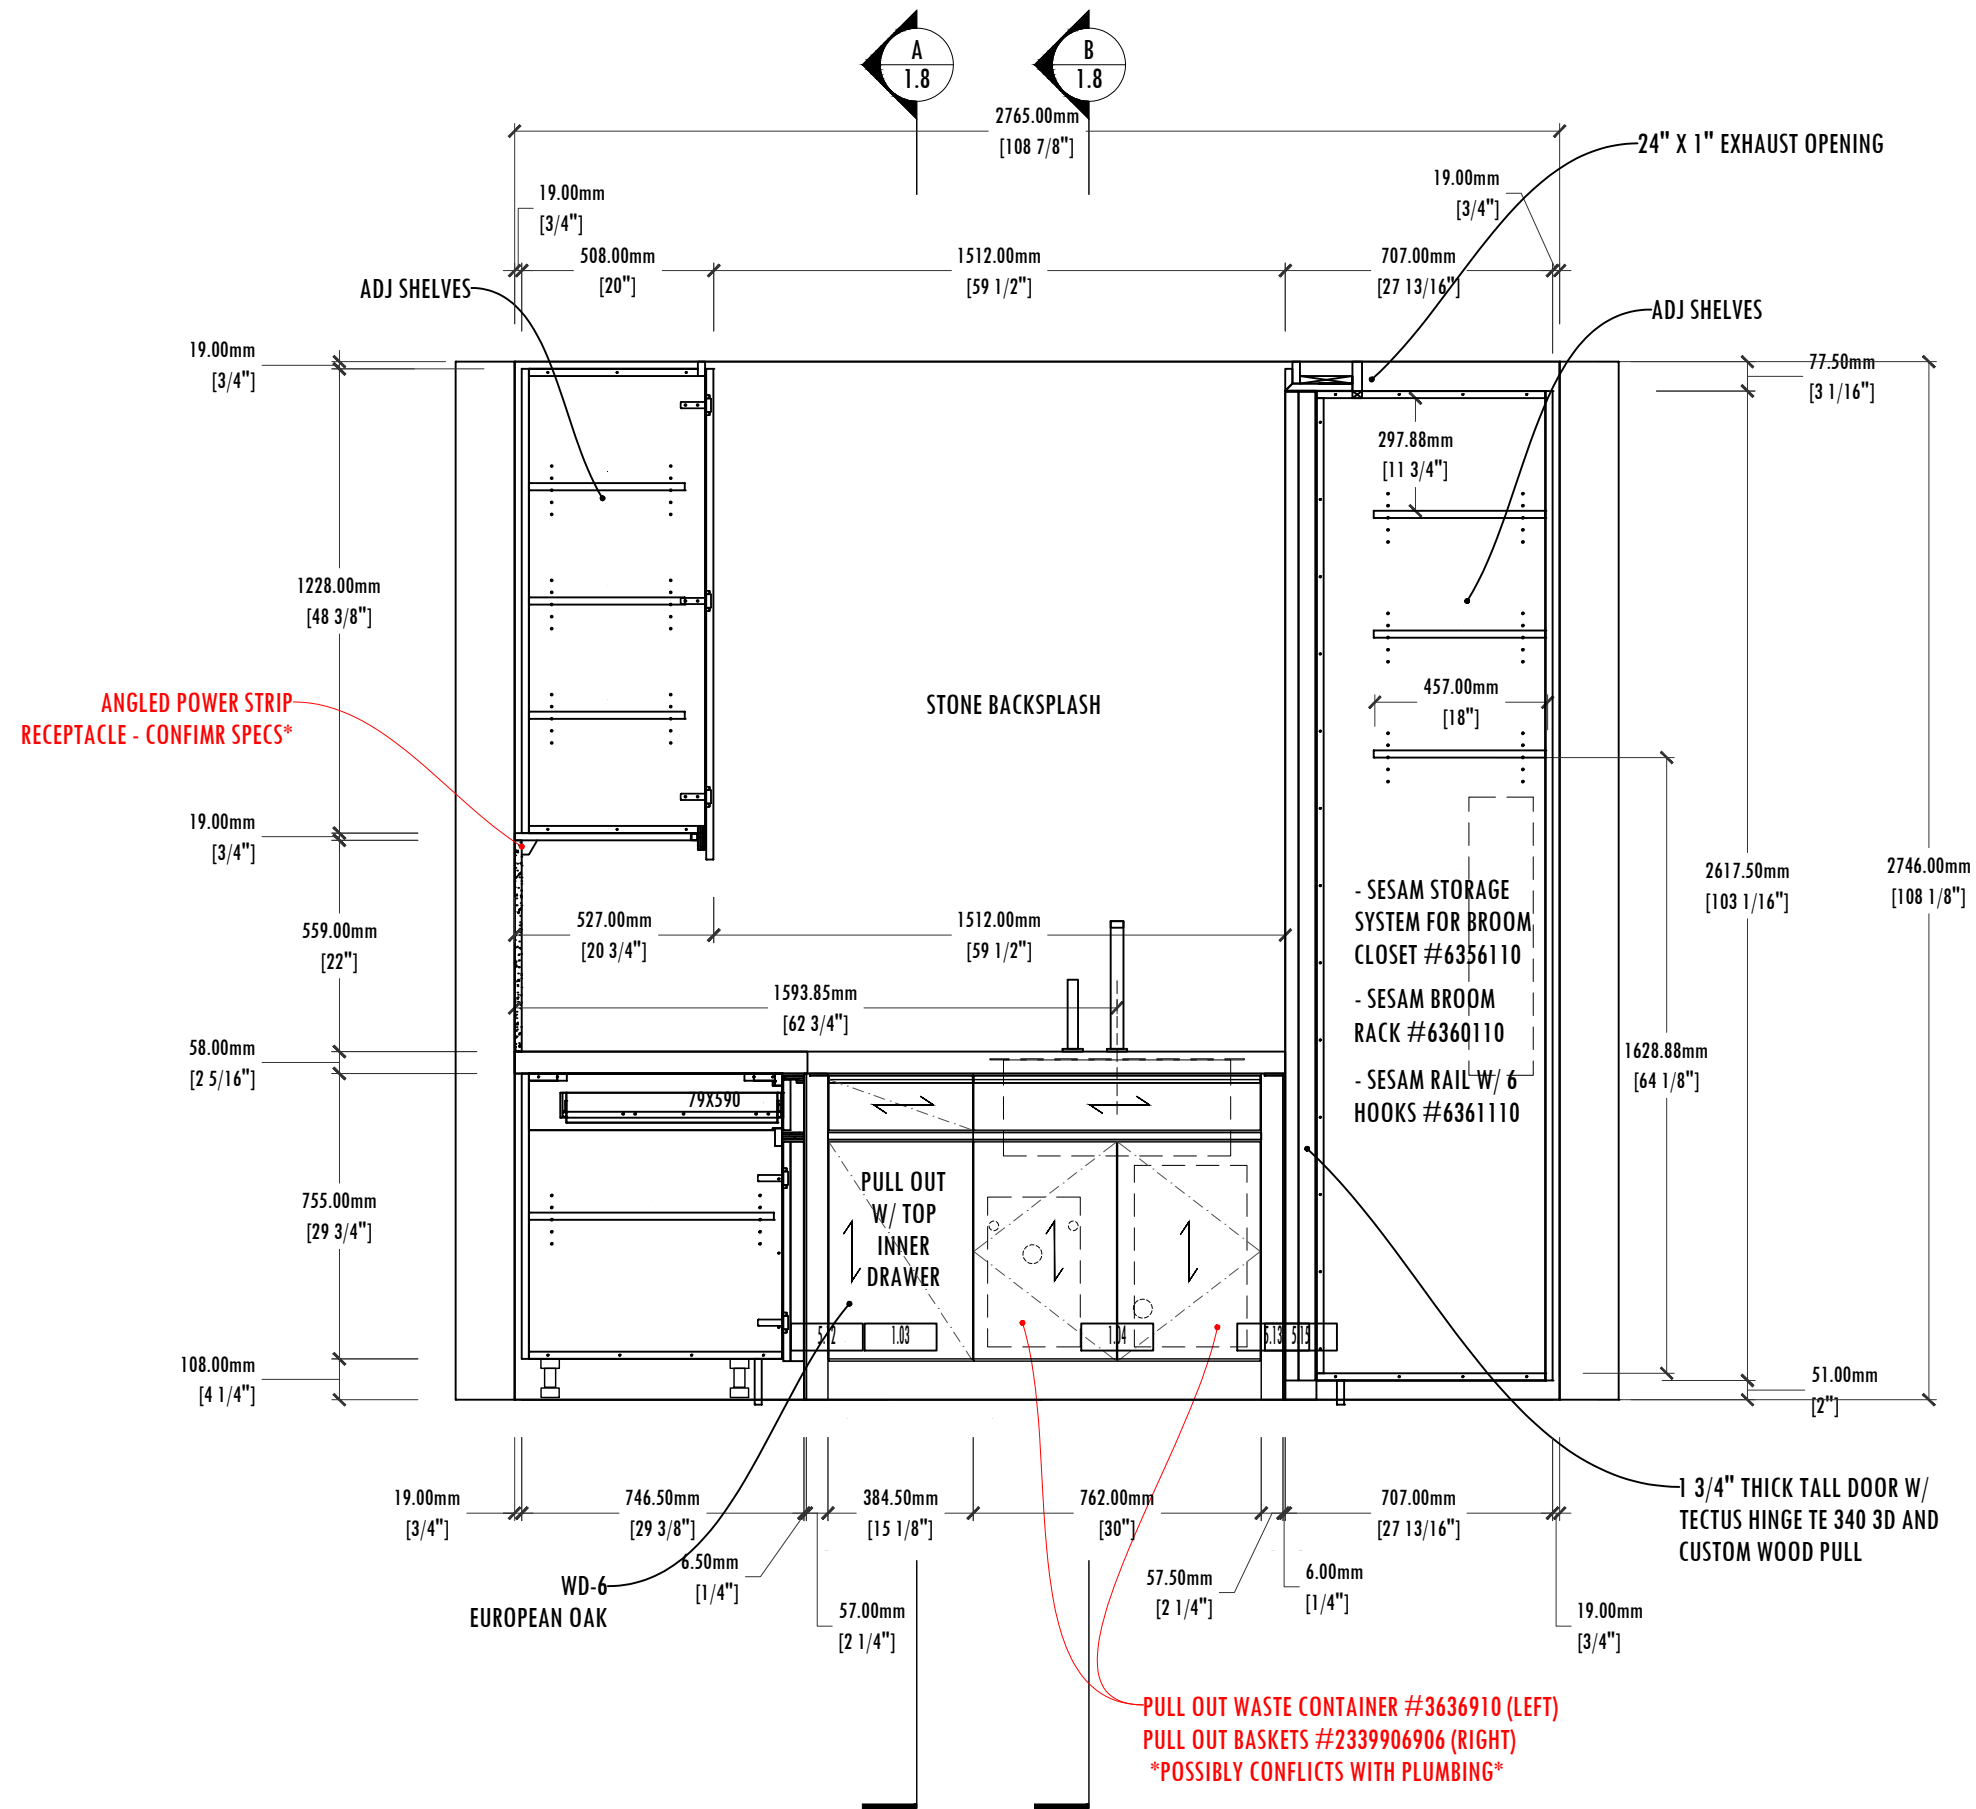 A
1.8
B
1.8
2765.00mm
[108 7/8"]
24" X 1" EXHAUST OPENING
19.00mm
[3/4"]
19.00mm
[3/4"]
508.00mm
[20"]
1512.00mm
[59 1/2"]
707.00mm
[27 13/16"]
ADJ SHELVES
ADJ SHELVES
19.00mm
[3/4"]
77.50mm
[3 1/16"]
297.88mm
[11 3/4"]
1228.00mm
[48 3/8"]
ANGLED POWER STRIP
RECEPTACLE - CONFIMR SPECS*
STONE BACKSPLASH
457.00mm
[18"]
19.00mm
[3/4"]
2617.50mm
[103 1/16"]
2746.00mm
[108 1/8"]
- SESAM STORAGE
SYSTEM FOR BROOM
CLOSET #6356110
- SESAM BROOM
RACK #6360110
- SESAM RAIL W/ 6
HOOKS #6361110
559.00mm
[22"]
527.00mm
[20 3/4"]
1512.00mm
[59 1/2"]
1593.85mm
[62 3/4"]
58.00mm
[2 5/16"]
1628.88mm
[64 1/8"]
79X590
PULL OUT
W/ TOP
INNER
DRAWER
755.00mm
[29 3/4"]
5.12
1.03
1.04
5.13
5.15
108.00mm
[4 1/4"]
51.00mm
[2"]
19.00mm
[3/4"]
746.50mm
[29 3/8"]
384.50mm
[15 1/8"]
762.00mm
[30"]
707.00mm
[27 13/16"]
1 3/4" THICK TALL DOOR W/
TECTUS HINGE TE 340 3D AND
CUSTOM WOOD PULL
6.50mm
[1/4"]
57.50mm
[2 1/4"]
6.00mm
[1/4"]
WD-6
EUROPEAN OAK
57.00mm
[2 1/4"]
19.00mm
[3/4"]
PULL OUT WASTE CONTAINER #3636910 (LEFT)
PULL OUT BASKETS #2339906906 (RIGHT)
*POSSIBLY CONFLICTS WITH PLUMBING*